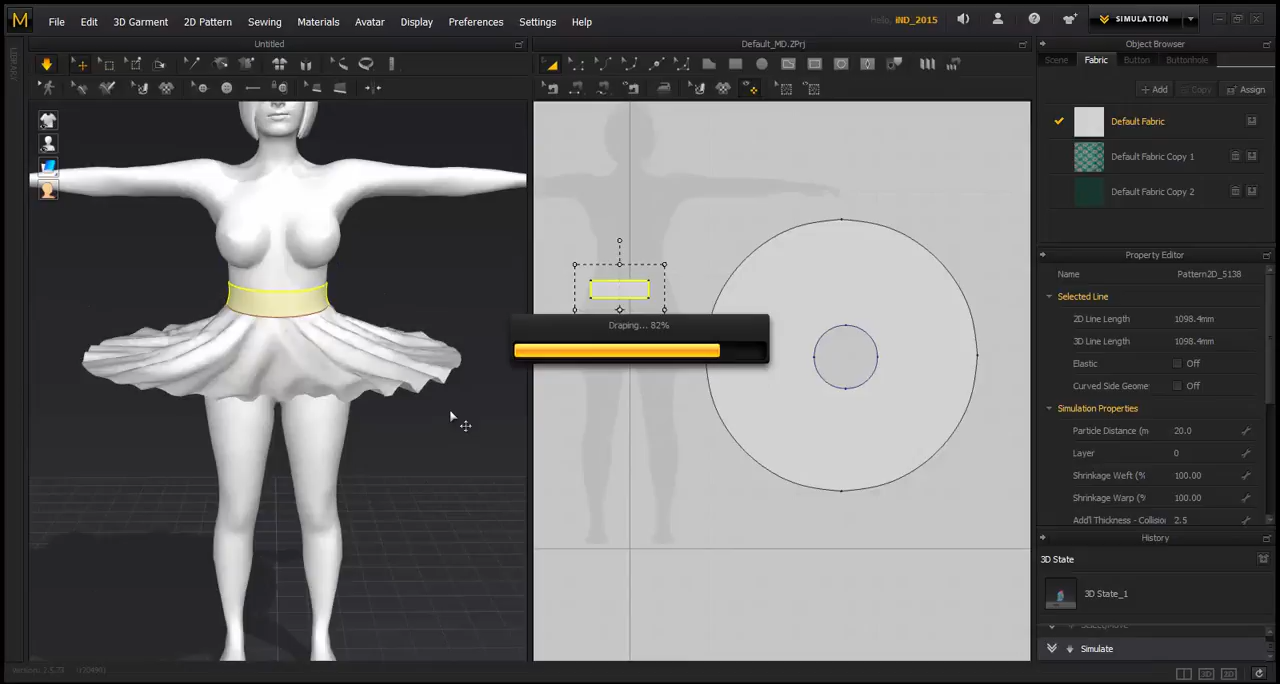 M File Edit 3D Garment 2D Pattern Sewing Materials Avatar Display Preferences Settings Help Hello, iND_2015 SIMULATION
LIBRARY
Untitled
Default_MD.ZPrj
Object Browser
Scene Fabric Button Buttonhole
+ Add Copy Assign
Default Fabric
Default Fabric Copy 1
Default Fabric Copy 2
Property Editor
Name Pattern2D_5138
Selected Line
2D Line Length 1098.4mm
3D Line Length 1098.4mm
Elastic Off
Curved Side Geome Off
Simulation Properties
Particle Distance (m 20.0
Layer 0
Shrinkage Weft (% 100.00
Shrinkage Warp (% 100.00
Add'l Thickness - Collisio 2.5
Draping... 82%
History
3D State
3D State_1
Select/Move
Simulate
3D
2D